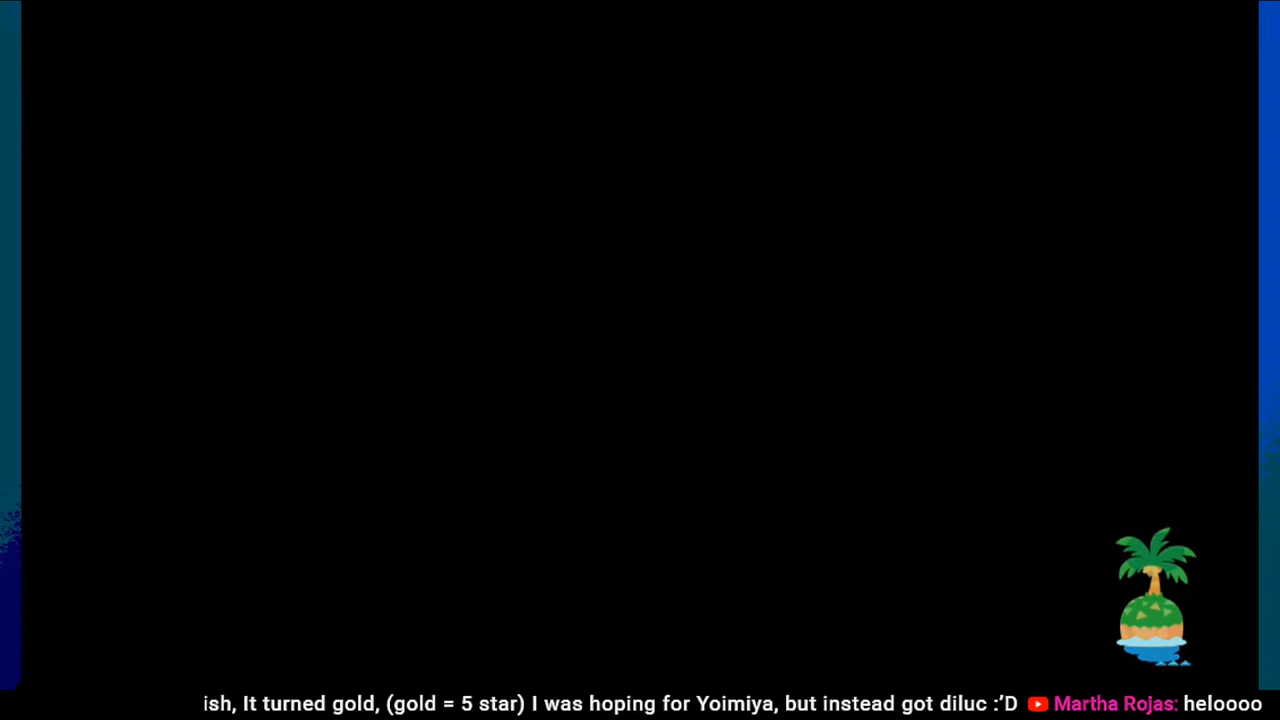 ish, It turned gold, (gold = 5 star) I was hoping for Yoimiya, but instead got diluc :’D Martha Rojas: heloooo